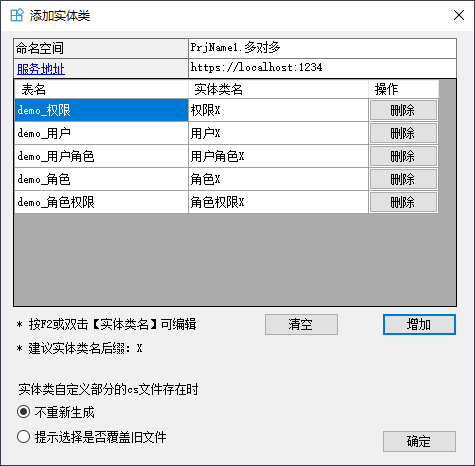 添加实体类
命名空间 PrjName1.多对多
服务地址 https://localhost:1234
表名 实体类名 操作
demo_权限 权限X 删除
demo_用户 用户X 删除
demo_用户角色 用户角色X 删除
demo_角色 角色X 删除
demo_角色权限 角色权限X 删除
* 按F2或双击【实体类名】可编辑 清空 增加
* 建议实体类名后缀: X
实体类自定义部分的cs文件存在时
不重新生成
提示选择是否覆盖旧文件
确定